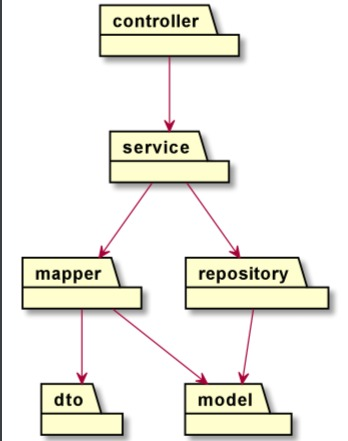 controller
service
mapper
repository
dto
model